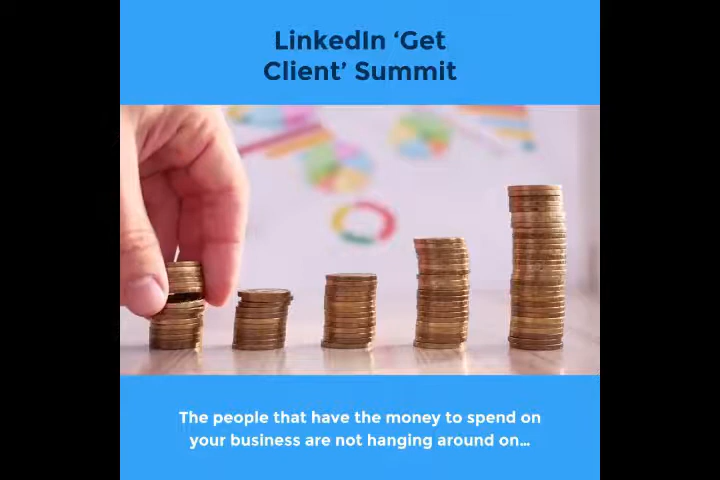 LinkedIn ‘Get
Client’ Summit
The people that have the money to spend on
your business are not hanging around on...